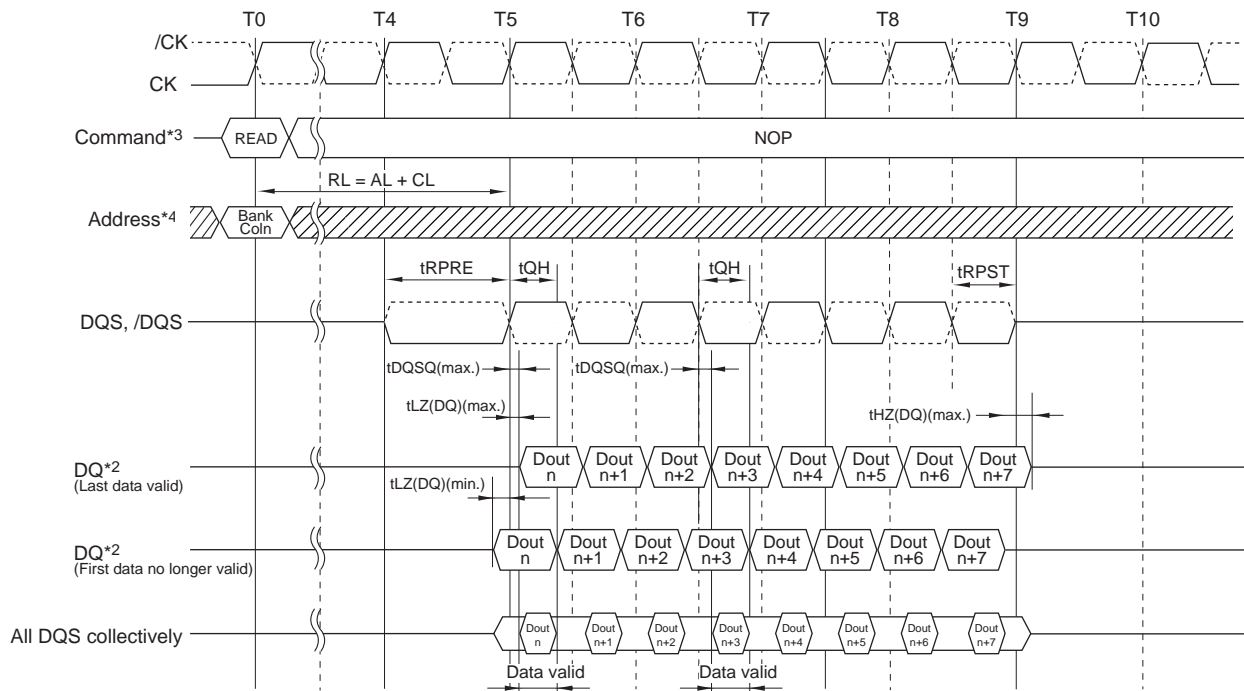 T0 T4 T5 T6 T7 T8 T9 T10
/CK
CK
Command*3 READ NOP
RL = AL + CL
Address*4 Bank
Coln
tRPRE tQH tQH tRPST
DQS, /DQS
tDQSQ(max.) tDQSQ(max.)
tLZ(DQ)(max.) tHZ(DQ)(max.)
DQ*2
(Last data valid)
Dout n Dout n+1 Dout n+2 Dout n+3 Dout n+4 Dout n+5 Dout n+6 Dout n+7
tLZ(DQ)(min.)
DQ*2
(First data no longer valid)
Dout n Dout n+1 Dout n+2 Dout n+3 Dout n+4 Dout n+5 Dout n+6 Dout n+7
All DQS collectively
Dout n Dout n+1 Dout n+2 Dout n+3 Dout n+4 Dout n+5 Dout n+6 Dout n+7
Data valid Data valid